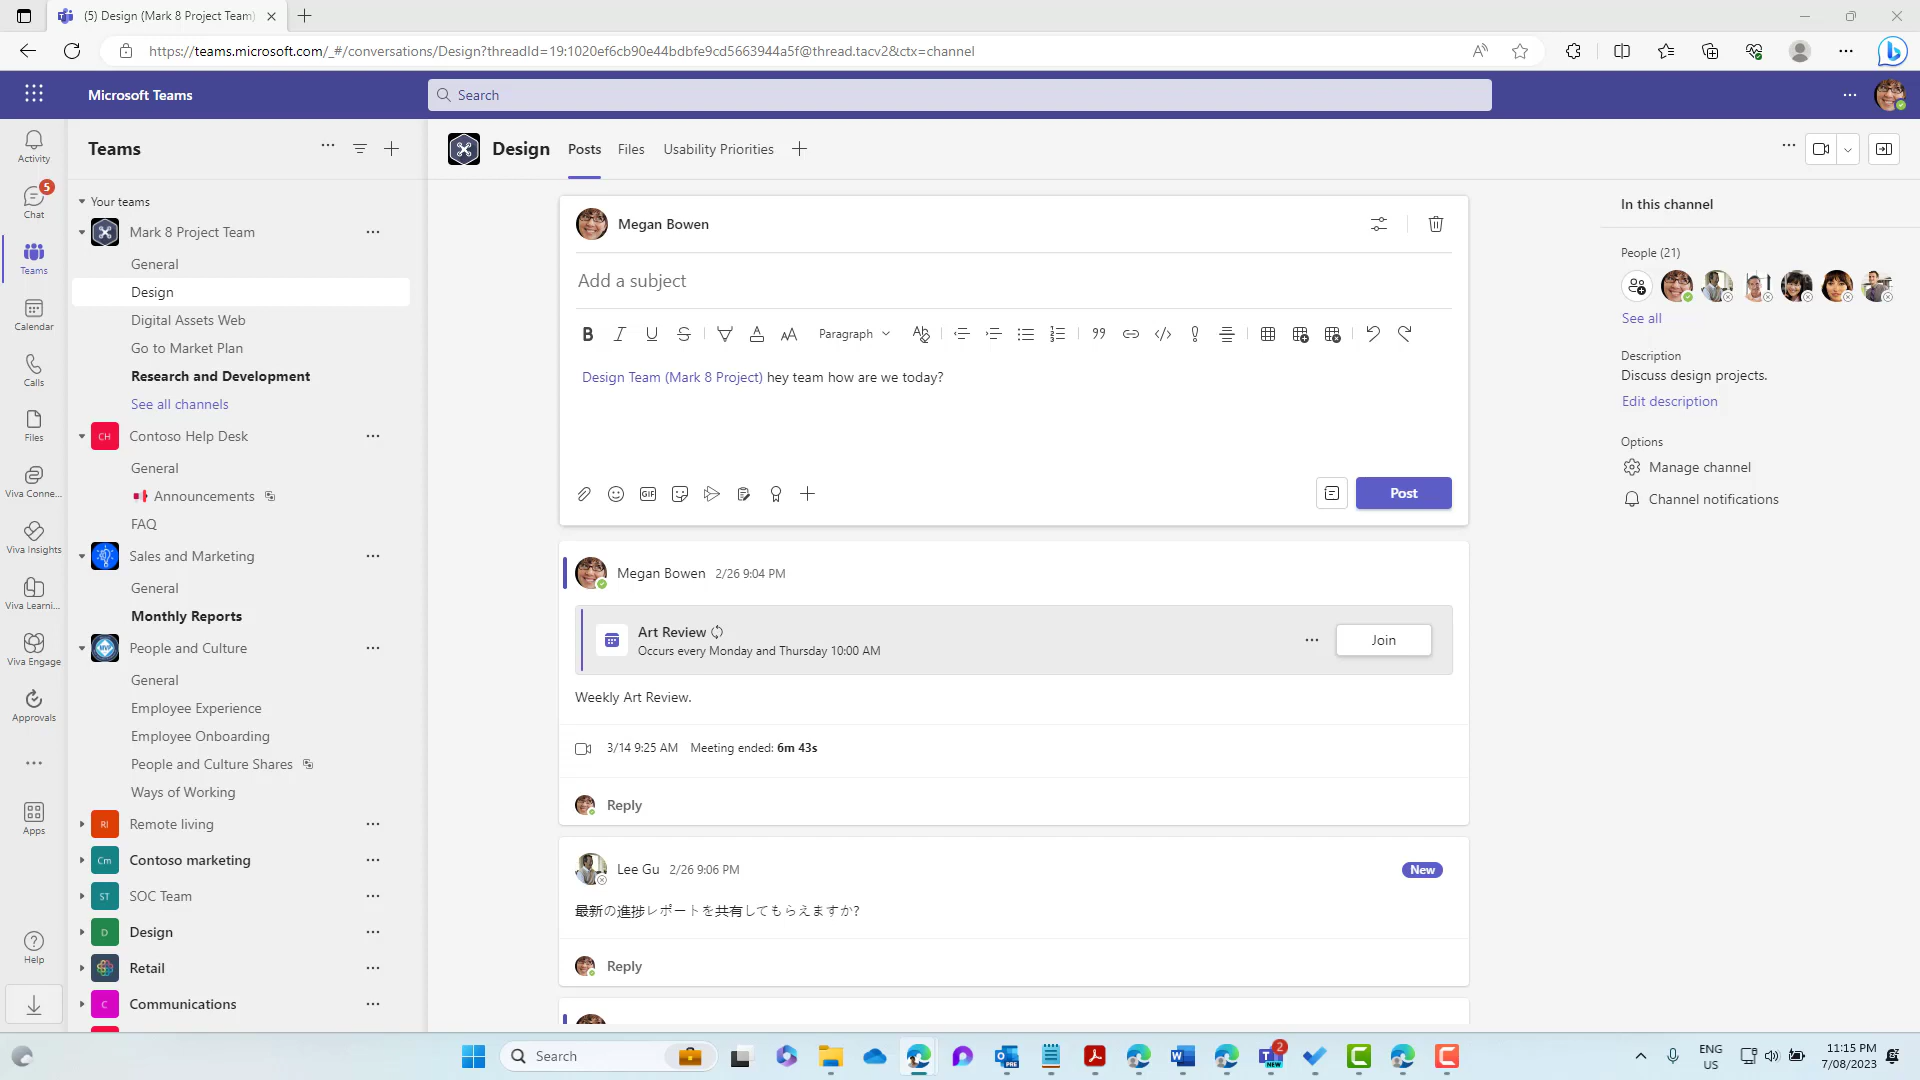 (5) Design (Mark 8 Project Team)
https://teams.microsoft.com/_#/conversations/Design?threadId=19:1020ef6cb90e44bdbfe9cd5663944a5f@thread.tacv2&ctx=channel
Microsoft Teams
Search
Activity
5
Chat
Teams
Calendar
Calls
Files
Viva Conne...
Viva Insights
Viva Learni...
Viva Engage
Approvals
Apps
Help
Teams
Your teams
Mark 8 Project Team
General
Design
Digital Assets Web
Go to Market Plan
Research and Development
See all channels
CH Contoso Help Desk
General
Announcements
FAQ
Sales and Marketing
General
Monthly Reports
People and Culture
General
Employee Experience
Employee Onboarding
People and Culture Shares
Ways of Working
RI Remote living
Cm Contoso marketing
ST SOC Team
D Design
Retail
C Communications
Design Posts Files Usability Priorities
Megan Bowen
Add a subject
Paragraph
Design Team (Mark 8 Project) hey team how are we today?
GIF
Post
Megan Bowen 2/26 9:04 PM
Art Review
Occurs every Monday and Thursday 10:00 AM
Join
Weekly Art Review.
3/14 9:25 AM Meeting ended: 6m 43s
Reply
Lee Gu 2/26 9:06 PM
New
最新の進捗レポートを共有してもらえますか?
Reply
In this channel
People (21)
See all
Description
Discuss design projects.
Edit description
Options
Manage channel
Channel notifications
Search
PRE
2
NEW
ENG
US
11:15 PM
7/08/2023